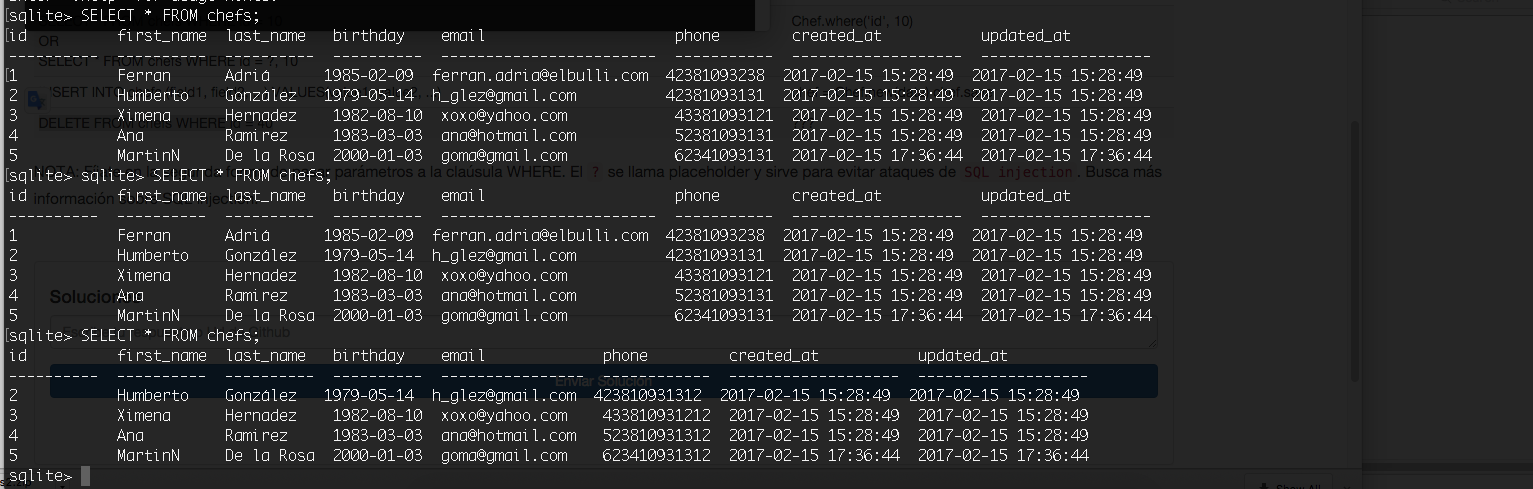 [sqlite> SELECT * FROM chefs;
Chef.where('id', 10)
id first_name last_name birthday email phone created_at updated_at
OR
---------- ---------- ---------- ---------- ------------------------ ----------- ------------------- -------------------
SELECT * FROM chefs WHERE id = ?; 10
1 Ferran Adriá 1985-02-09 ferran.adria@elbulli.com 42381093238 2017-02-15 15:28:49 2017-02-15 15:28:49
2 Humberto González 1979-05-14 h_glez@gmail.com 42381093131 2017-02-15 15:28:49 2017-02-15 15:28:49
3 Ximena Hernadez 1982-08-10 xoxo@yahoo.com 43381093121 2017-02-15 15:28:49 2017-02-15 15:28:49
DELETE FROM chefs WHERE
4 Ana Ramirez 1983-03-03 ana@hotmail.com 52381093131 2017-02-15 15:28:49 2017-02-15 15:28:49
5 MartinN De la Rosa 2000-01-03 goma@gmail.com 62341093131 2017-02-15 17:36:44 2017-02-15 17:36:44
[sqlite> sqlite> SELECT * FROM chefs;
parámetros a la claúsula WHERE. El ? se llama placeholder y sirve para evitar ataques de SQL injection. Busca más
id first_name last_name birthday email phone created_at updated_at
información
---------- ---------- ---------- ---------- ------------------------ ----------- ------------------- -------------------
1 Ferran Adriá 1985-02-09 ferran.adria@elbulli.com 42381093238 2017-02-15 15:28:49 2017-02-15 15:28:49
2 Humberto González 1979-05-14 h_glez@gmail.com 42381093131 2017-02-15 15:28:49 2017-02-15 15:28:49
3 Ximena Hernadez 1982-08-10 xoxo@yahoo.com 43381093121 2017-02-15 15:28:49 2017-02-15 15:28:49
4 Ana Ramirez 1983-03-03 ana@hotmail.com 52381093131 2017-02-15 15:28:49 2017-02-15 15:28:49
5 MartinN De la Rosa 2000-01-03 goma@gmail.com 62341093131 2017-02-15 17:36:44 2017-02-15 17:36:44
[sqlite> SELECT * FROM chefs;
id first_name last_name birthday email phone created_at updated_at
---------- ---------- ---------- ---------- ---------------- ------------ ------------------- -------------------
Enviar Solución
2 Humberto González 1979-05-14 h_glez@gmail.com 423810931312 2017-02-15 15:28:49 2017-02-15 15:28:49
3 Ximena Hernadez 1982-08-10 xoxo@yahoo.com 433810931212 2017-02-15 15:28:49 2017-02-15 15:28:49
4 Ana Ramirez 1983-03-03 ana@hotmail.com 523810931312 2017-02-15 15:28:49 2017-02-15 15:28:49
5 MartinN De la Rosa 2000-01-03 goma@gmail.com 623410931312 2017-02-15 17:36:44 2017-02-15 17:36:44
sqlite>
Show All